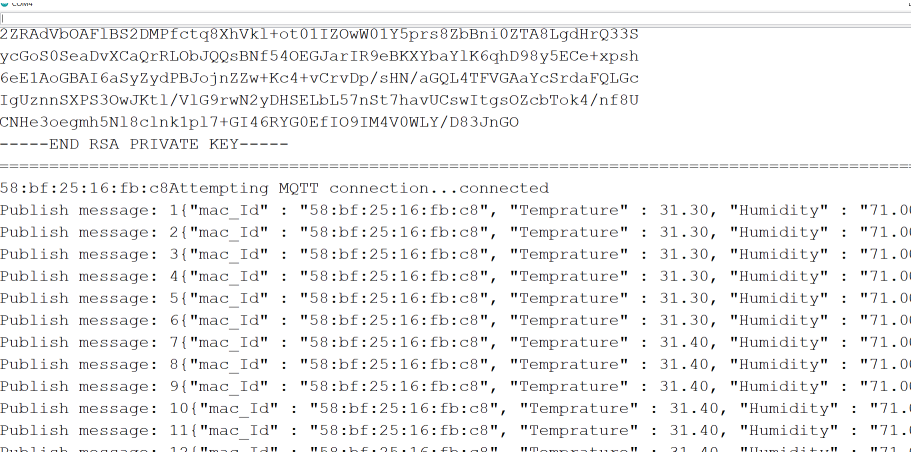 COM4
2ZRAdVbOAFlBS2DMPfctq8XhVkl+ot01IZOwW01Y5prs8ZbBni0ZTA8LgdHrQ33S
ycGoS0SeaDvXCaQrRLObJQQsBNf54OEGJarIR9eBKXYbaYlK6qhD98y5ECe+xpsh
6eE1AoGBAI6aSyZydPBJojnZZw+Kc4+vCrvDp/sHN/aGQL4TFVGAaYcSrdaFQLGc
IgUznnSXPS3OwJKtl/VlG9rwN2yDHSELbL57nSt7havUCswItgsOZcbTok4/nf8U
CNHe3oegmh5Nl8clnk1pl7+GI46RYG0EfIO9IM4V0WLY/D83JnGO
-----END RSA PRIVATE KEY-----
================================================================================
58:bf:25:16:fb:c8Attempting MQTT connection...connected
Publish message: 1{"mac_Id" : "58:bf:25:16:fb:c8", "Temprature" : 31.30, "Humidity" : "71.00
Publish message: 2{"mac_Id" : "58:bf:25:16:fb:c8", "Temprature" : 31.30, "Humidity" : "71.00
Publish message: 3{"mac_Id" : "58:bf:25:16:fb:c8", "Temprature" : 31.30, "Humidity" : "71.00
Publish message: 4{"mac_Id" : "58:bf:25:16:fb:c8", "Temprature" : 31.30, "Humidity" : "71.00
Publish message: 5{"mac_Id" : "58:bf:25:16:fb:c8", "Temprature" : 31.30, "Humidity" : "71.00
Publish message: 6{"mac_Id" : "58:bf:25:16:fb:c8", "Temprature" : 31.30, "Humidity" : "71.00
Publish message: 7{"mac_Id" : "58:bf:25:16:fb:c8", "Temprature" : 31.40, "Humidity" : "71.00
Publish message: 8{"mac_Id" : "58:bf:25:16:fb:c8", "Temprature" : 31.40, "Humidity" : "71.00
Publish message: 9{"mac_Id" : "58:bf:25:16:fb:c8", "Temprature" : 31.40, "Humidity" : "71.00
Publish message: 10{"mac_Id" : "58:bf:25:16:fb:c8", "Temprature" : 31.40, "Humidity" : "71.0
Publish message: 11{"mac_Id" : "58:bf:25:16:fb:c8", "Temprature" : 31.40, "Humidity" : "71.0
Publish message: 12{"mac_Id" : "58:bf:25:16:fb:c8", "Temprature" : 31.40, "Humidity" : "71.0